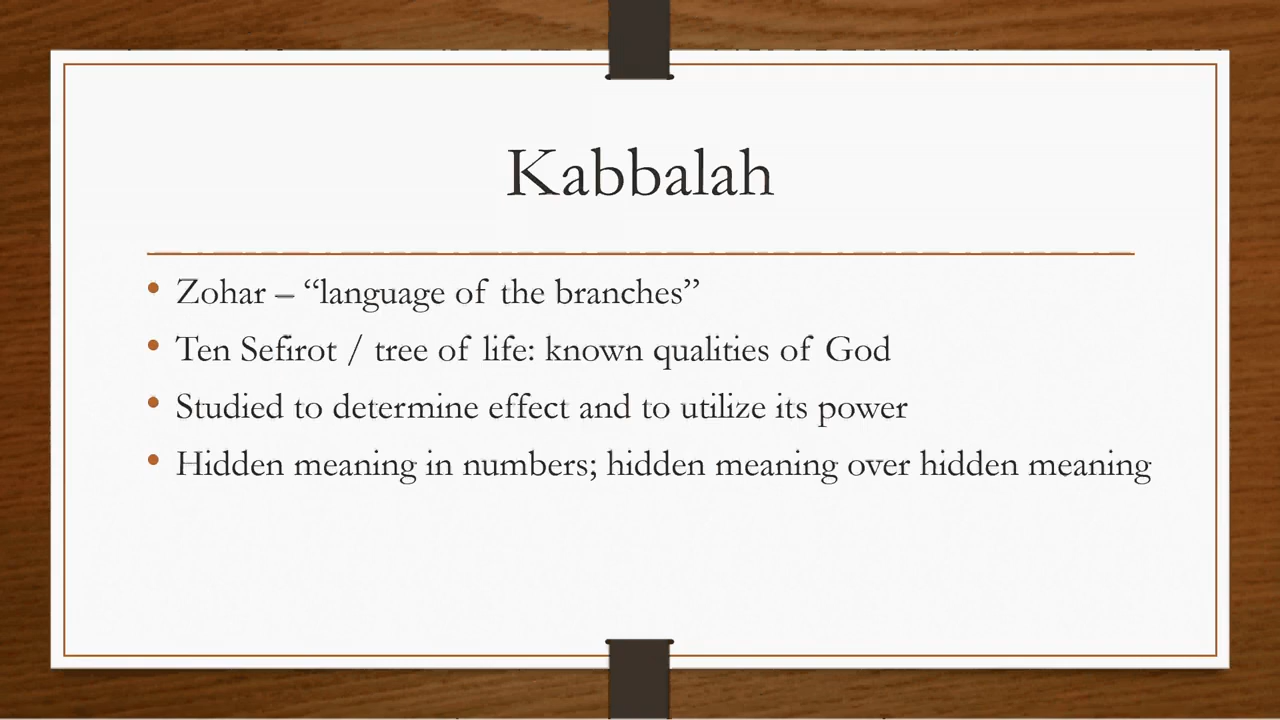 Kabbalah
• Zohar – “language of the branches”
• Ten Sefirot / tree of life: known qualities of God
• Studied to determine effect and to utilize its power
• Hidden meaning in numbers; hidden meaning over hidden meaning